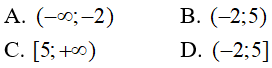 A. (−∞;−2) B. (−2;5)
C. [5;+∞) D. (−2;5]